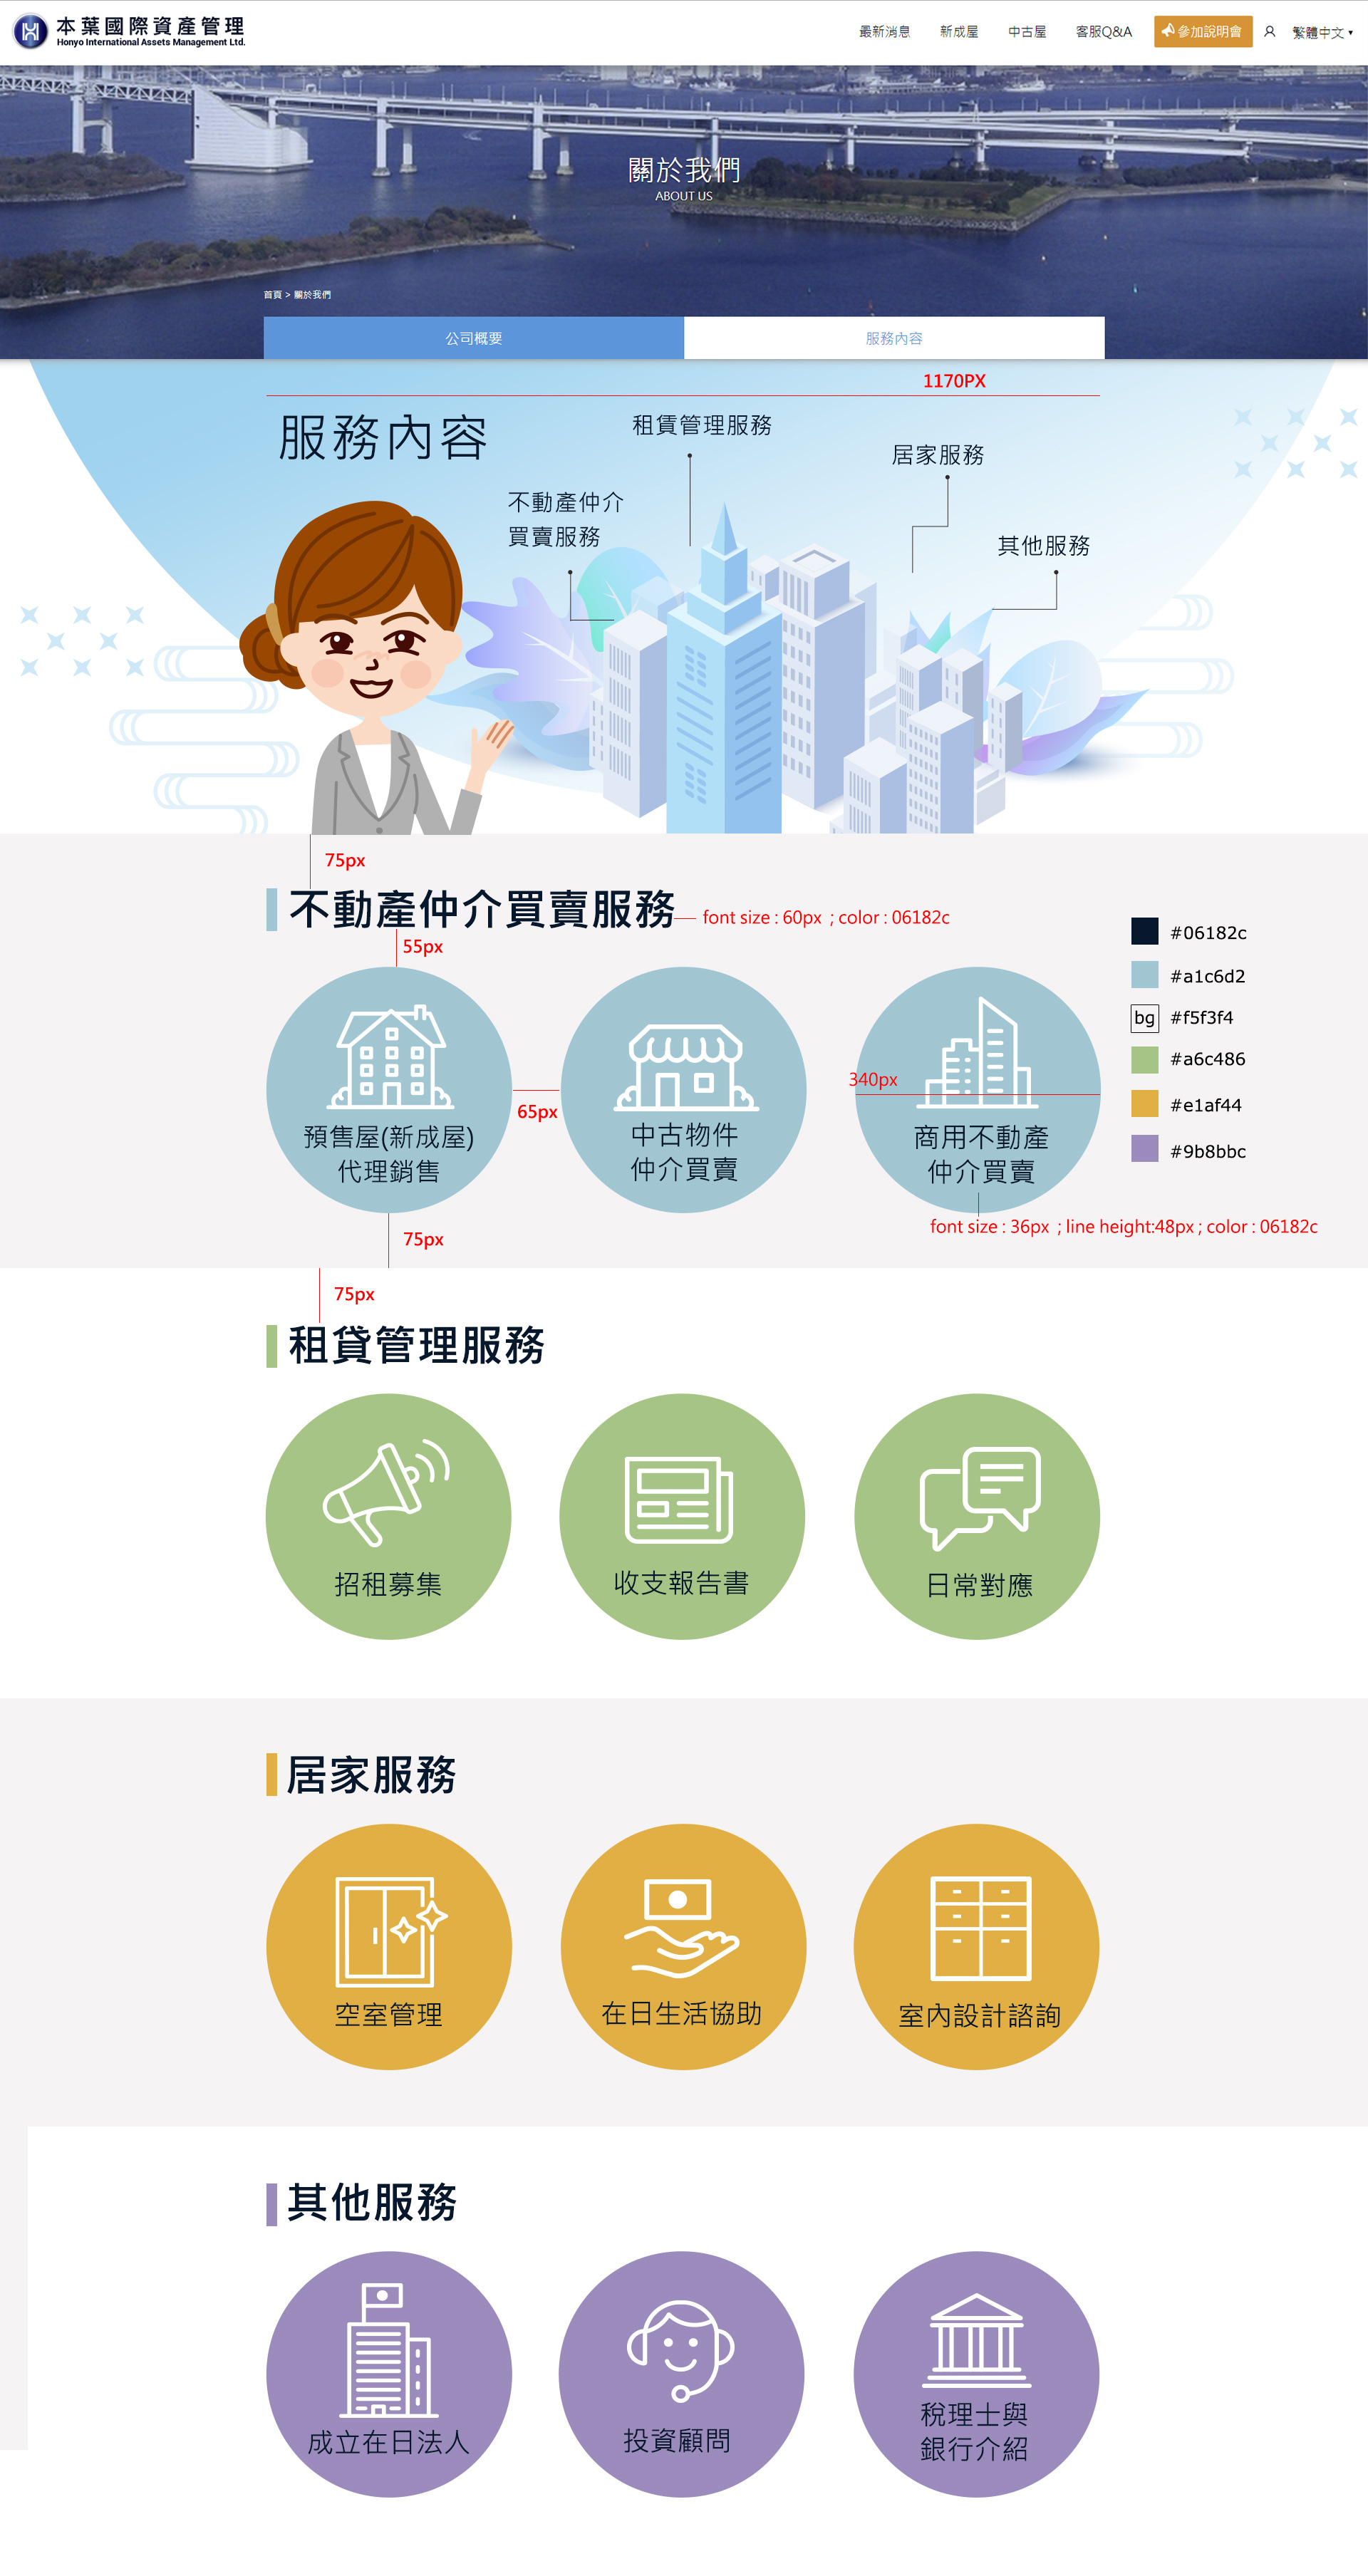 本葉國際資產管理
Honyo International Assets Management Ltd.
最新消息
新成屋
中古屋
客服Q&A
參加說明會
繁體中文
關於我們
ABOUT US
首頁 > 關於我們
公司概要
服務內容
1170PX
服務內容
租賃管理服務
居家服務
不動產仲介
買賣服務
其他服務
75px
不動產仲介買賣服務
font size : 60px ; color : 06182c
55px
#06182c
#a1c6d2
bg #f5f3f4
#a6c486
#e1af44
#9b8bbc
340px
65px
預售屋(新成屋)
代理銷售
中古物件
仲介買賣
商用不動產
仲介買賣
font size : 36px ; line height:48px ; color : 06182c
75px
75px
租貸管理服務
招租募集
收支報告書
日常對應
居家服務
空室管理
在日生活協助
室內設計諮詢
其他服務
成立在日法人
投資顧問
稅理士與
銀行介紹